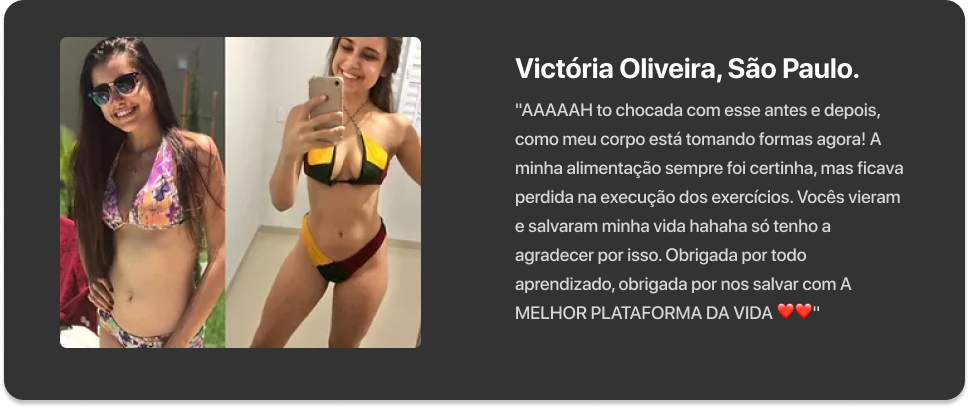 Victória Oliveira, São Paulo.
"AAAAAH to chocada com esse antes e depois,
como meu corpo está tomando formas agora! A
minha alimentação sempre foi certinha, mas ficava
perdida na execução dos exercícios. Vocês vieram
e salvaram minha vida hahaha só tenho a
agradecer por isso. Obrigada por todo
aprendizado, obrigada por nos salvar com A
MELHOR PLATAFORMA DA VIDA ❤️❤️"